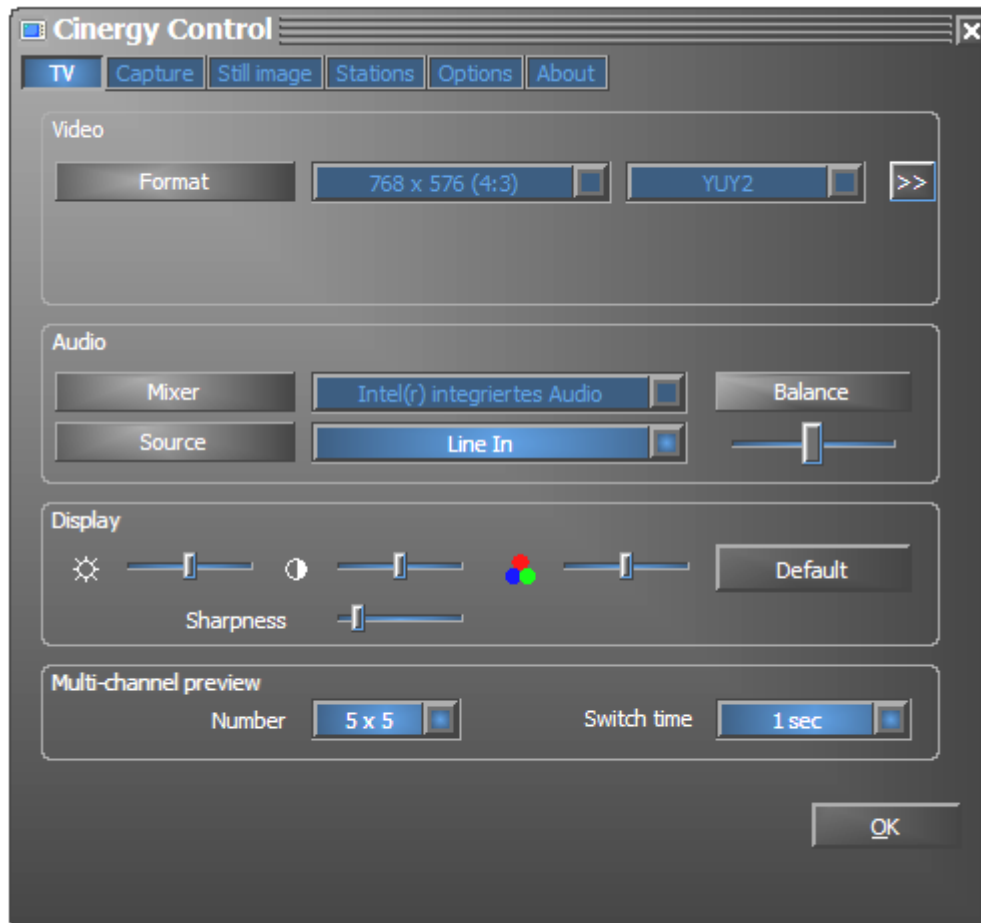 Cinergy Control
TV Capture Still image Stations Options About
Video
Format 768 x 576 (4:3) YUY2 >>
Audio
Mixer Intel(r) integriertes Audio Balance
Source Line In
Display
Default
Sharpness
Multi-channel preview
Number 5 x 5 Switch time 1 sec
OK